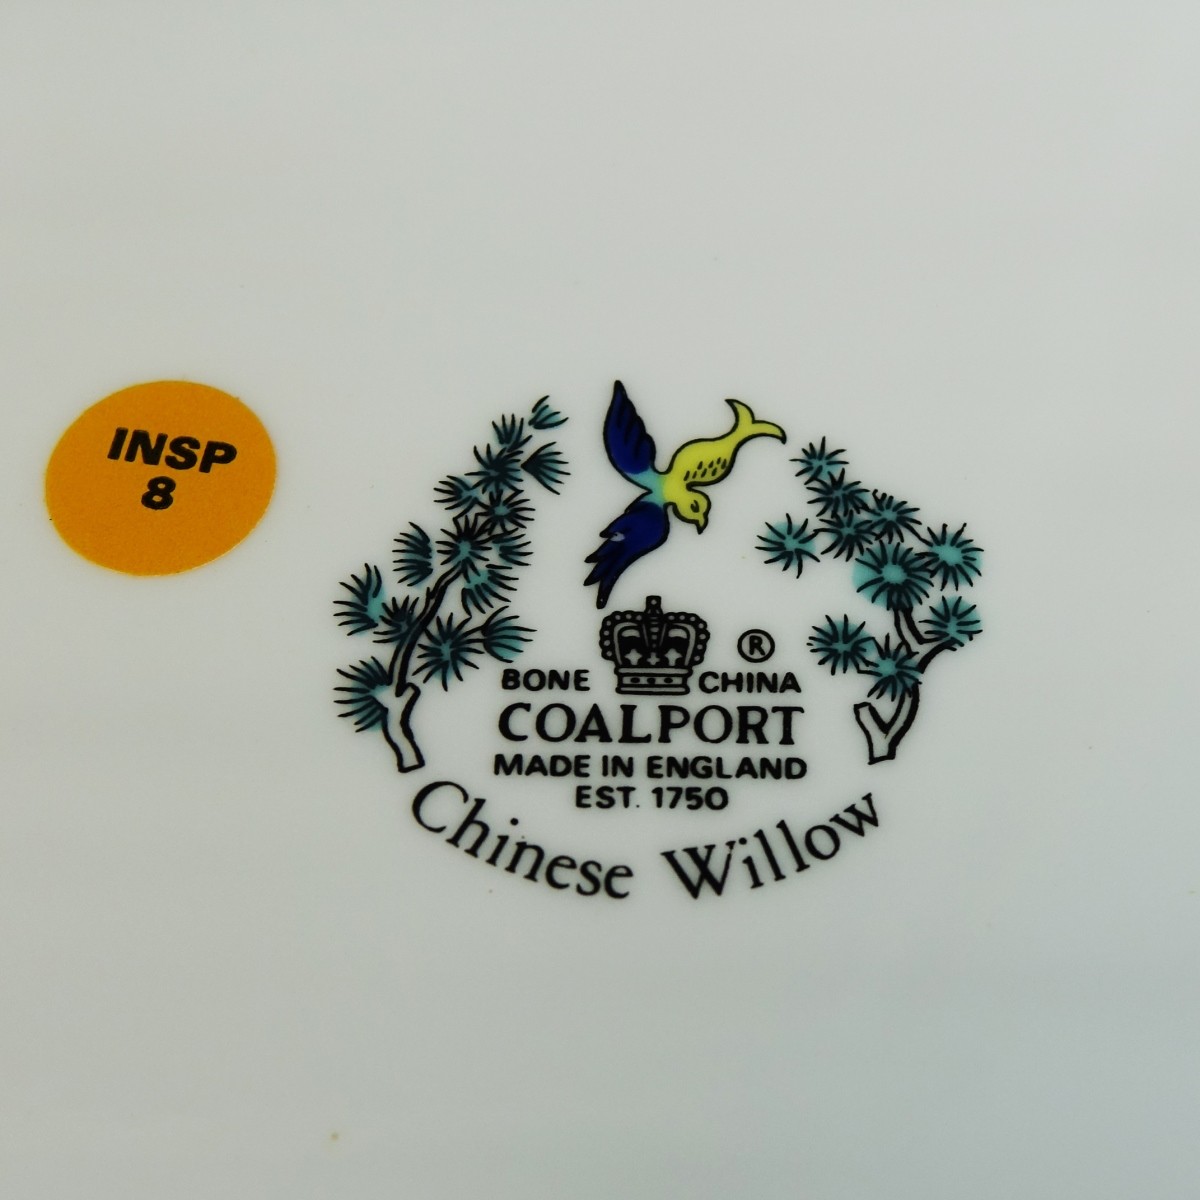 INSP
8
®
BONE CHINA
COALPORT
MADE IN ENGLAND
EST. 1750
Chinese Willow